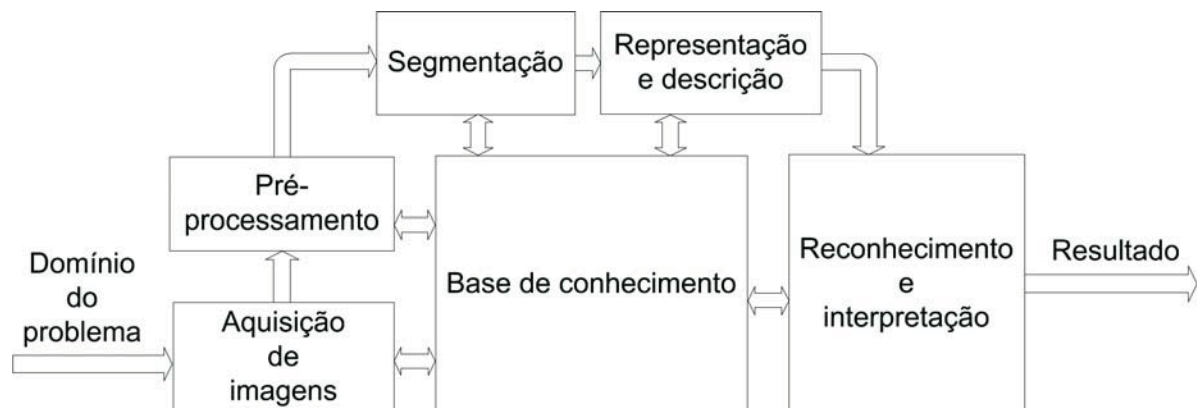 Domínio
do
problema
Aquisição
de
imagens
Pré-
processamento
Segmentação
Representação
e descrição
Base de conhecimento
Reconhecimento
e
interpretação
Resultado